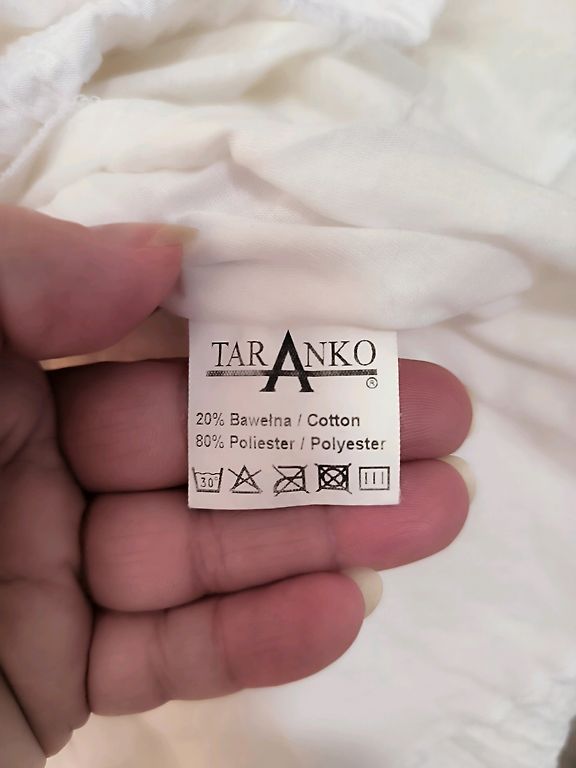 TARANKO
®
20% Bawełna / Cotton
80% Poliester / Polyester
30°